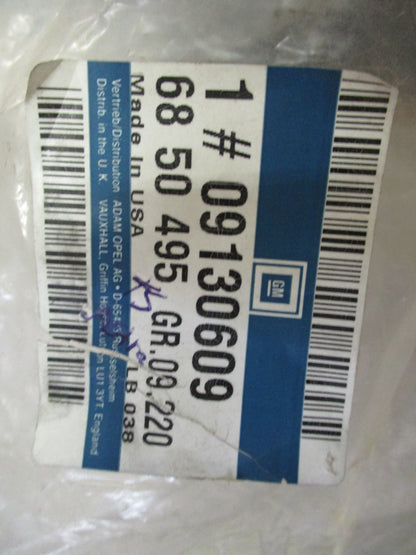 GM
1 # 09130609
68 50 495 GR.09.220
Made in USA LB 038
Vertrieb/Distribution ADAM OPEL AG • D-654
Distrib. in the U. K. VAUXHALL, Griffin LU1 3YT England